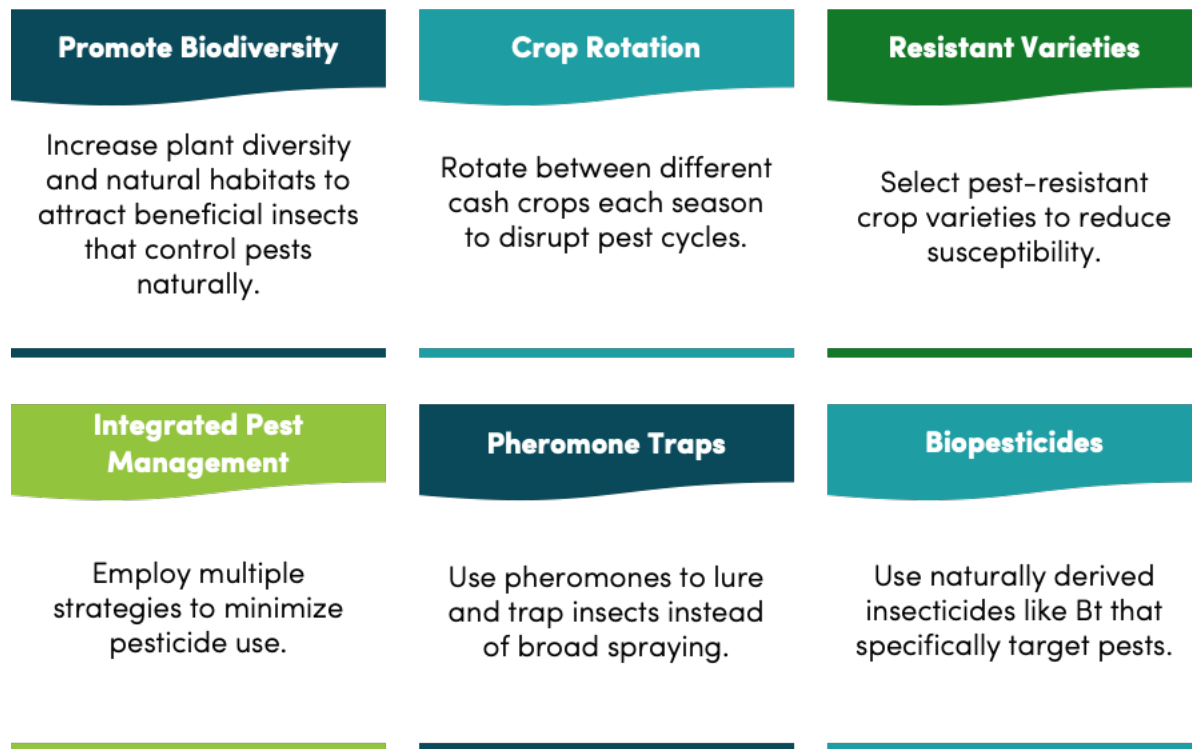 Promote Biodiversity
Increase plant diversity
and natural habitats to
attract beneficial insects
that control pests
naturally.
Crop Rotation
Rotate between different
cash crops each season
to disrupt pest cycles.
Resistant Varieties
Select pest-resistant
crop varieties to reduce
susceptibility.
Integrated Pest
Management
Employ multiple
strategies to minimize
pesticide use.
Pheromone Traps
Use pheromones to lure
and trap insects instead
of broad spraying.
Biopesticides
Use naturally derived
insecticides like Bt that
specifically target pests.